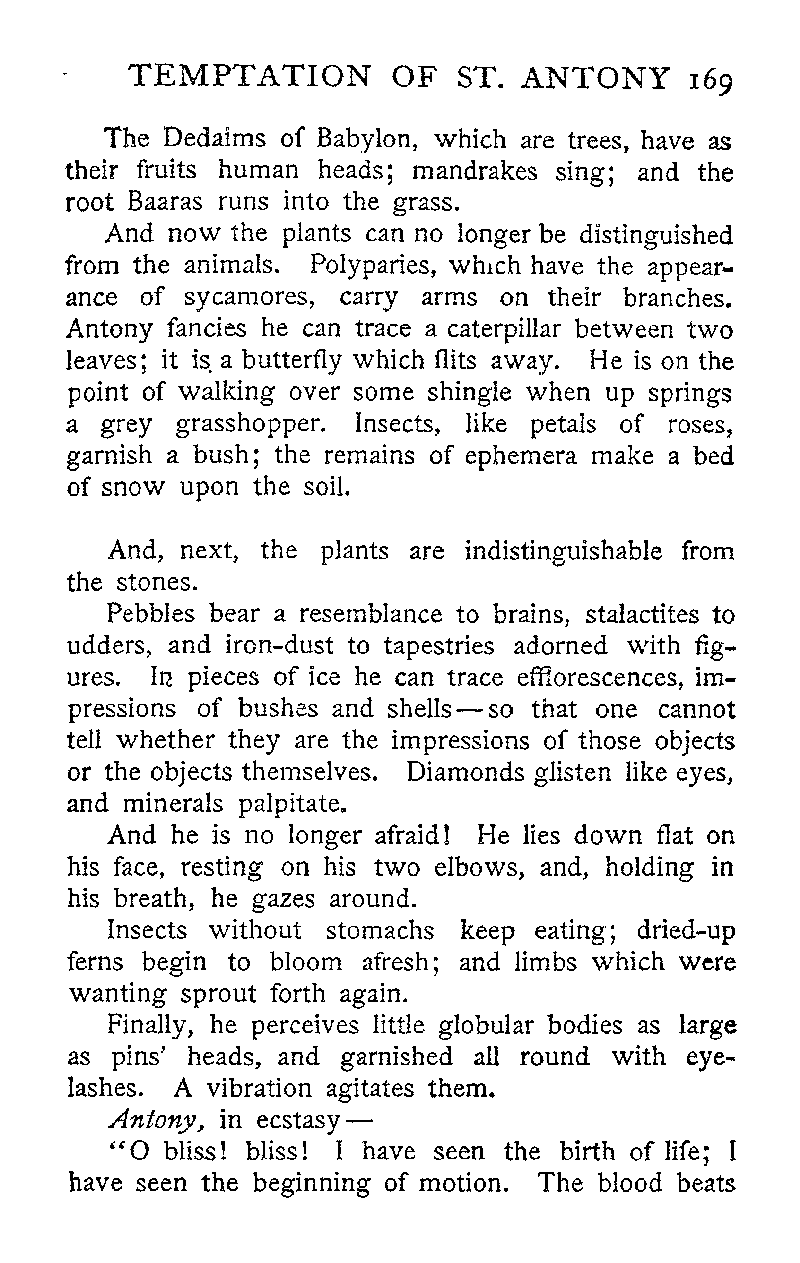 TEMPTATION OF ST. ANTONY 169
The Dedaims of Babylon, which are trees, have as
their fruits human heads; mandrakes sing; and the
root Baaras runs into the grass.
And now the plants can no longer be distinguished
from the animals. Polyparies, which have the appear-
ance of sycamores, carry arms on their branches.
Antony fancies he can trace a caterpillar between two
leaves; it is a butterfly which flits away. He is on the
point of walking over some shingle when up springs
a grey grasshopper. Insects, like petals of roses,
garnish a bush; the remains of ephemera make a bed
of snow upon the soil.
And, next, the plants are indistinguishable from
the stones.
Pebbles bear a resemblance to brains, stalactites to
udders, and iron-dust to tapestries adorned with fig-
ures. In pieces of ice he can trace efflorescences, im-
pressions of bushes and shells—so that one cannot
tell whether they are the impressions of those objects
or the objects themselves. Diamonds glisten like eyes,
and minerals palpitate.
And he is no longer afraid! He lies down flat on
his face, resting on his two elbows, and, holding in
his breath, he gazes around.
Insects without stomachs keep eating; dried-up
ferns begin to bloom afresh; and limbs which were
wanting sprout forth again.
Finally, he perceives little globular bodies as large
as pins' heads, and garnished all round with eye-
lashes. A vibration agitates them.
Antony, in ecstasy—
"O bliss! bliss! I have seen the birth of life; I
have seen the beginning of motion. The blood beats